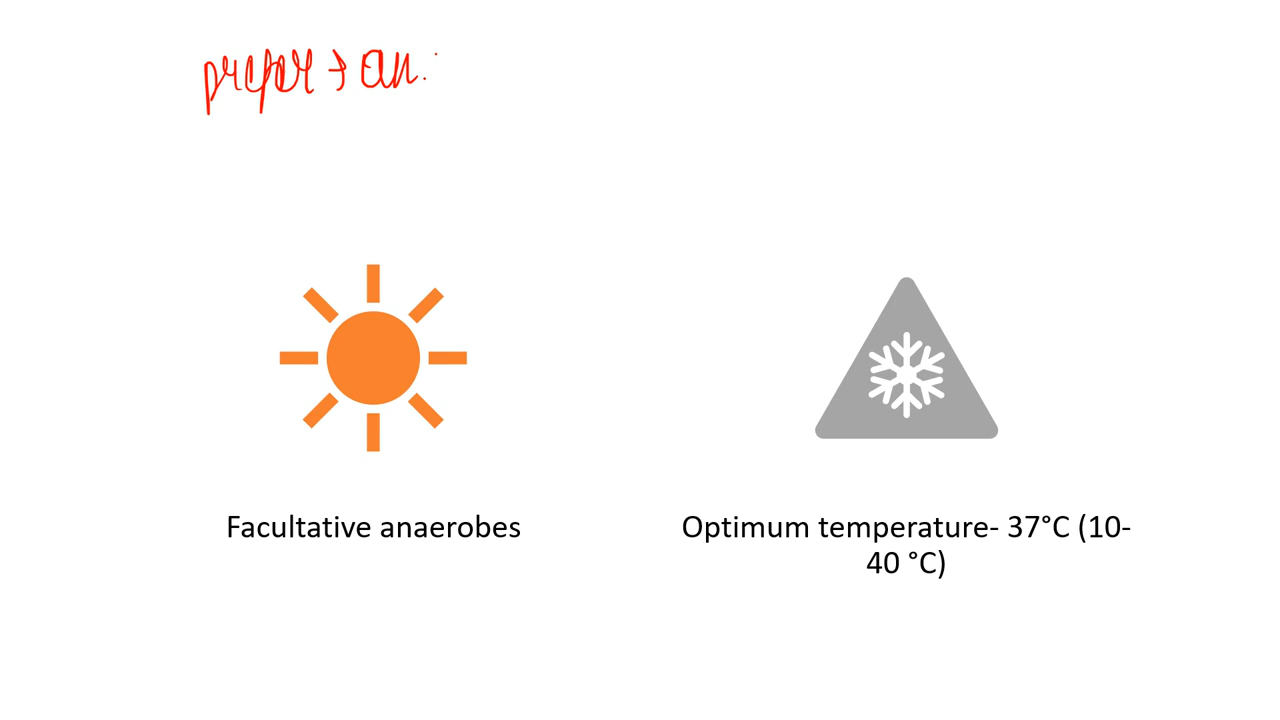 prefer → an.
Facultative anaerobes
Optimum temperature- 37°C (10-
40 °C)